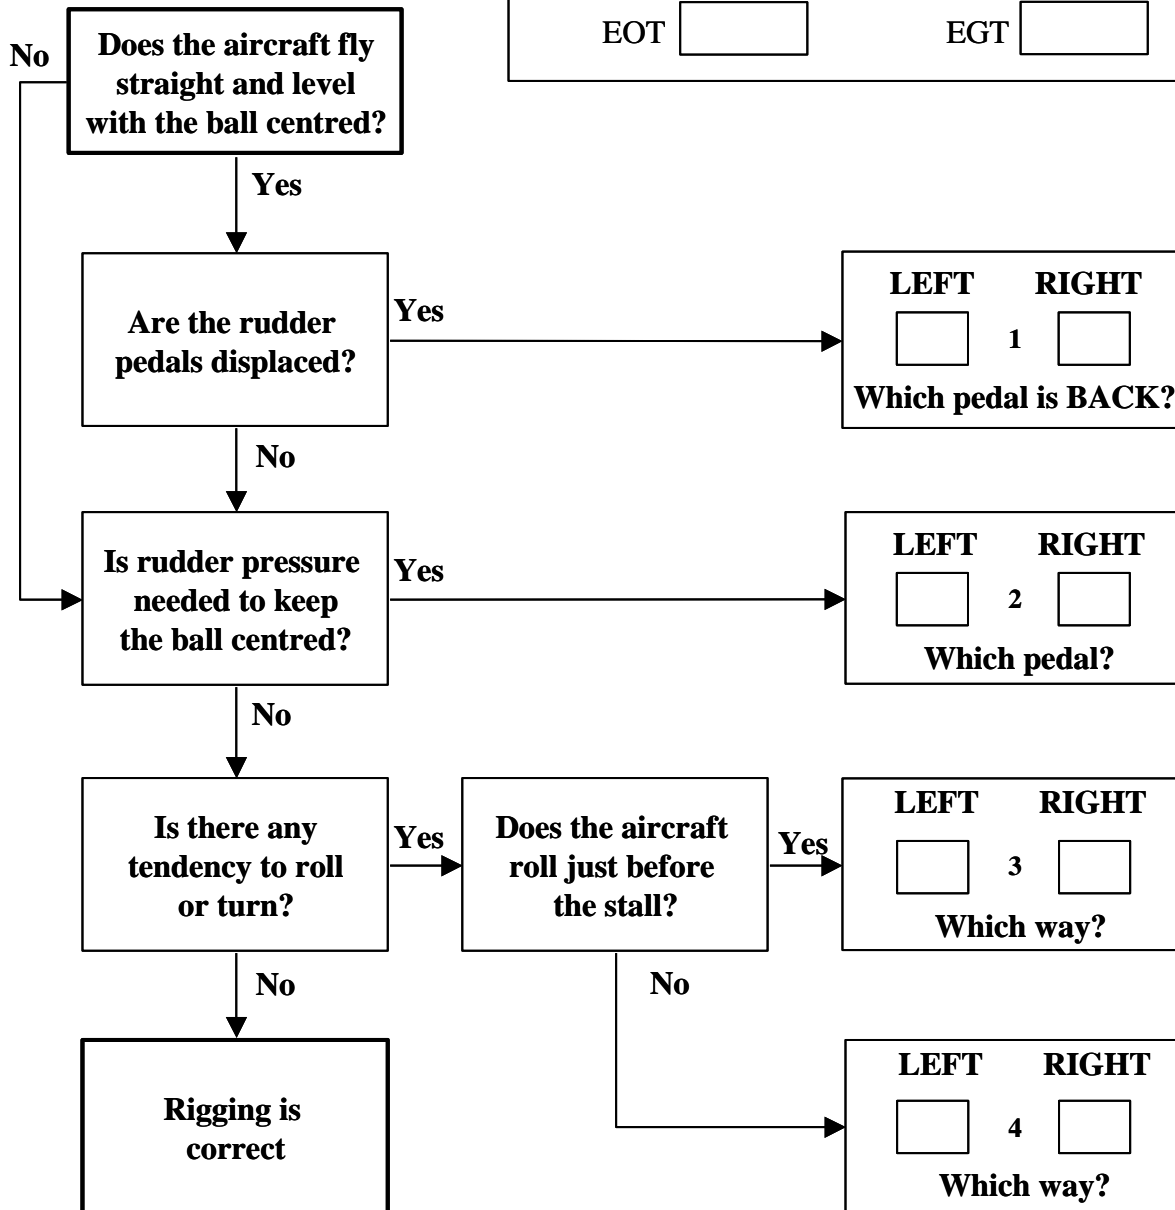 EOT EGT
No
Does the aircraft fly
straight and level
with the ball centred?
Yes
Are the rudder
pedals displaced?
Yes
LEFT RIGHT
1
Which pedal is BACK?
No
Is rudder pressure
needed to keep
the ball centred?
Yes
LEFT RIGHT
2
Which pedal?
No
Is there any
tendency to roll
or turn?
Yes
Does the aircraft
roll just before
the stall?
Yes
LEFT RIGHT
3
Which way?
No
No
Rigging is
correct
LEFT RIGHT
4
Which way?